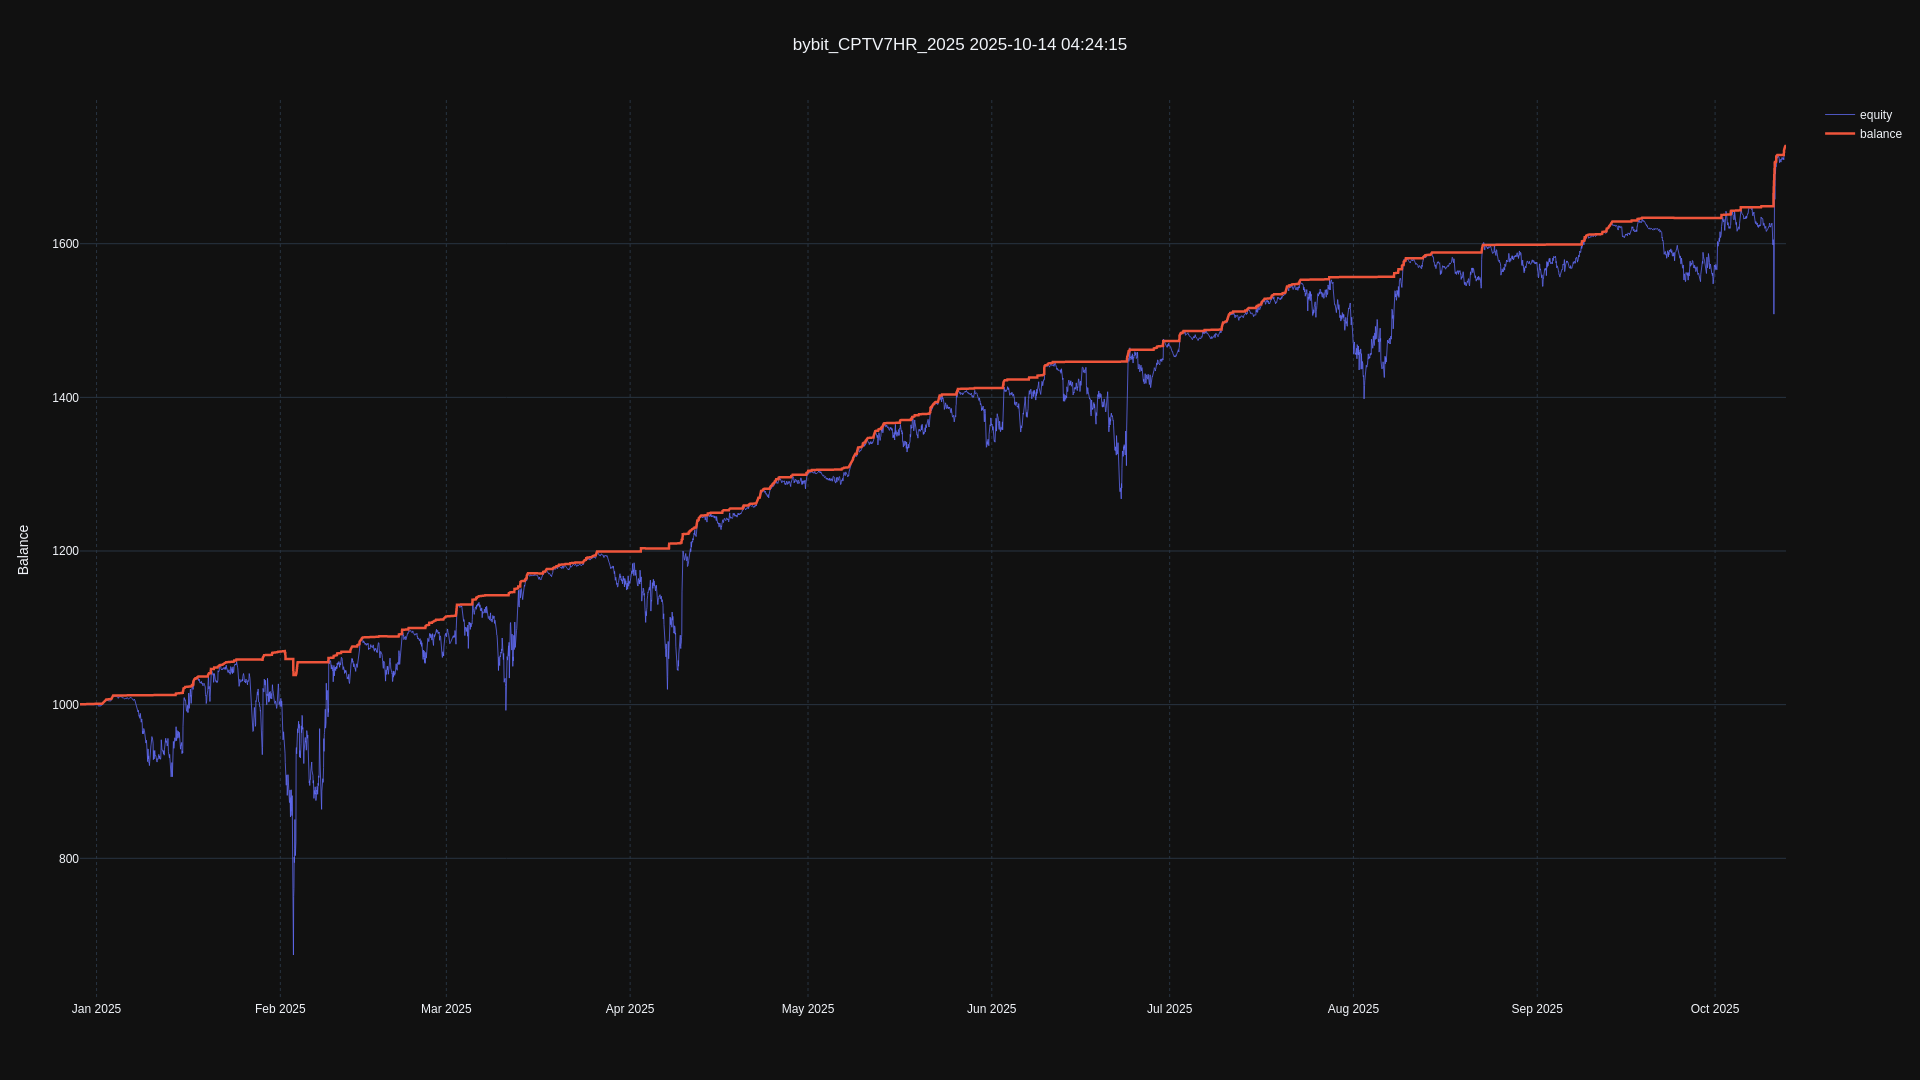 bybit_CPTV7HR_2025 2025-10-14 04:24:15
equity
balance
Balance
1600
1400
1200
1000
800
Jan 2025
Feb 2025
Mar 2025
Apr 2025
May 2025
Jun 2025
Jul 2025
Aug 2025
Sep 2025
Oct 2025